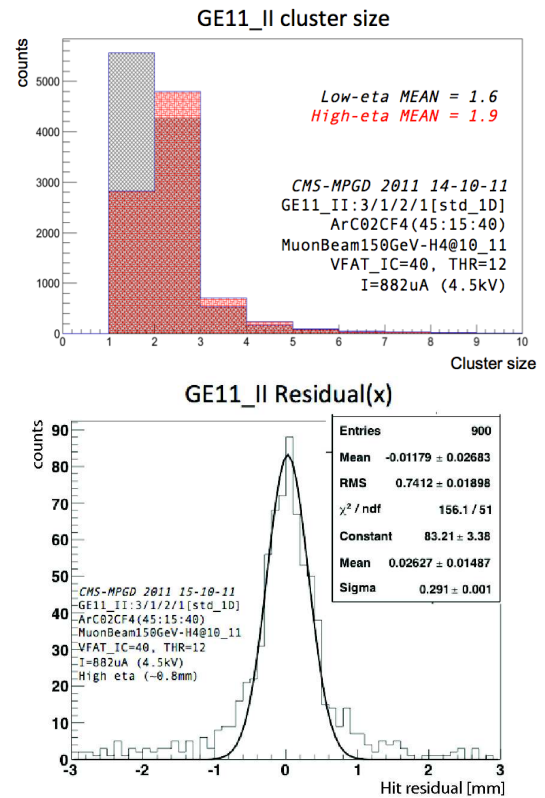 GE11_II cluster size
counts
5000
4000
3000
2000
1000
0
Low-eta MEAN = 1.6
High-eta MEAN = 1.9
CMS-MPGD 2011 14-10-11
GE11_II:3/1/2/1[std_1D]
ArCO2CF4(45:15:40)
MuonBeam150GeV-H4@10_11
VFAT_IC=40, THR=12
I=882uA (4.5kV)
0 1 2 3 4 5 6 7 8 9 10
Cluster size
GE11_II Residual(x)
counts
90
80
70
60
50
40
30
20
10
0
Entries 900
Mean -0.01179 ± 0.02683
RMS 0.7412 ± 0.01898
χ² / ndf 156.1 / 51
Constant 83.21 ± 3.38
Mean 0.02627 ± 0.01487
Sigma 0.291 ± 0.001
CMS-MPGD 2011 15-10-11
GE11_II:3/1/2/1[std_1D]
ArCO2CF4(45:15:40)
MuonBeam150GeV-H4@10_11
VFAT_IC=40, THR=12
I=882uA (4.5kV)
High eta (~0.8mm)
-3 -2 -1 0 1 2 3
Hit residual [mm]